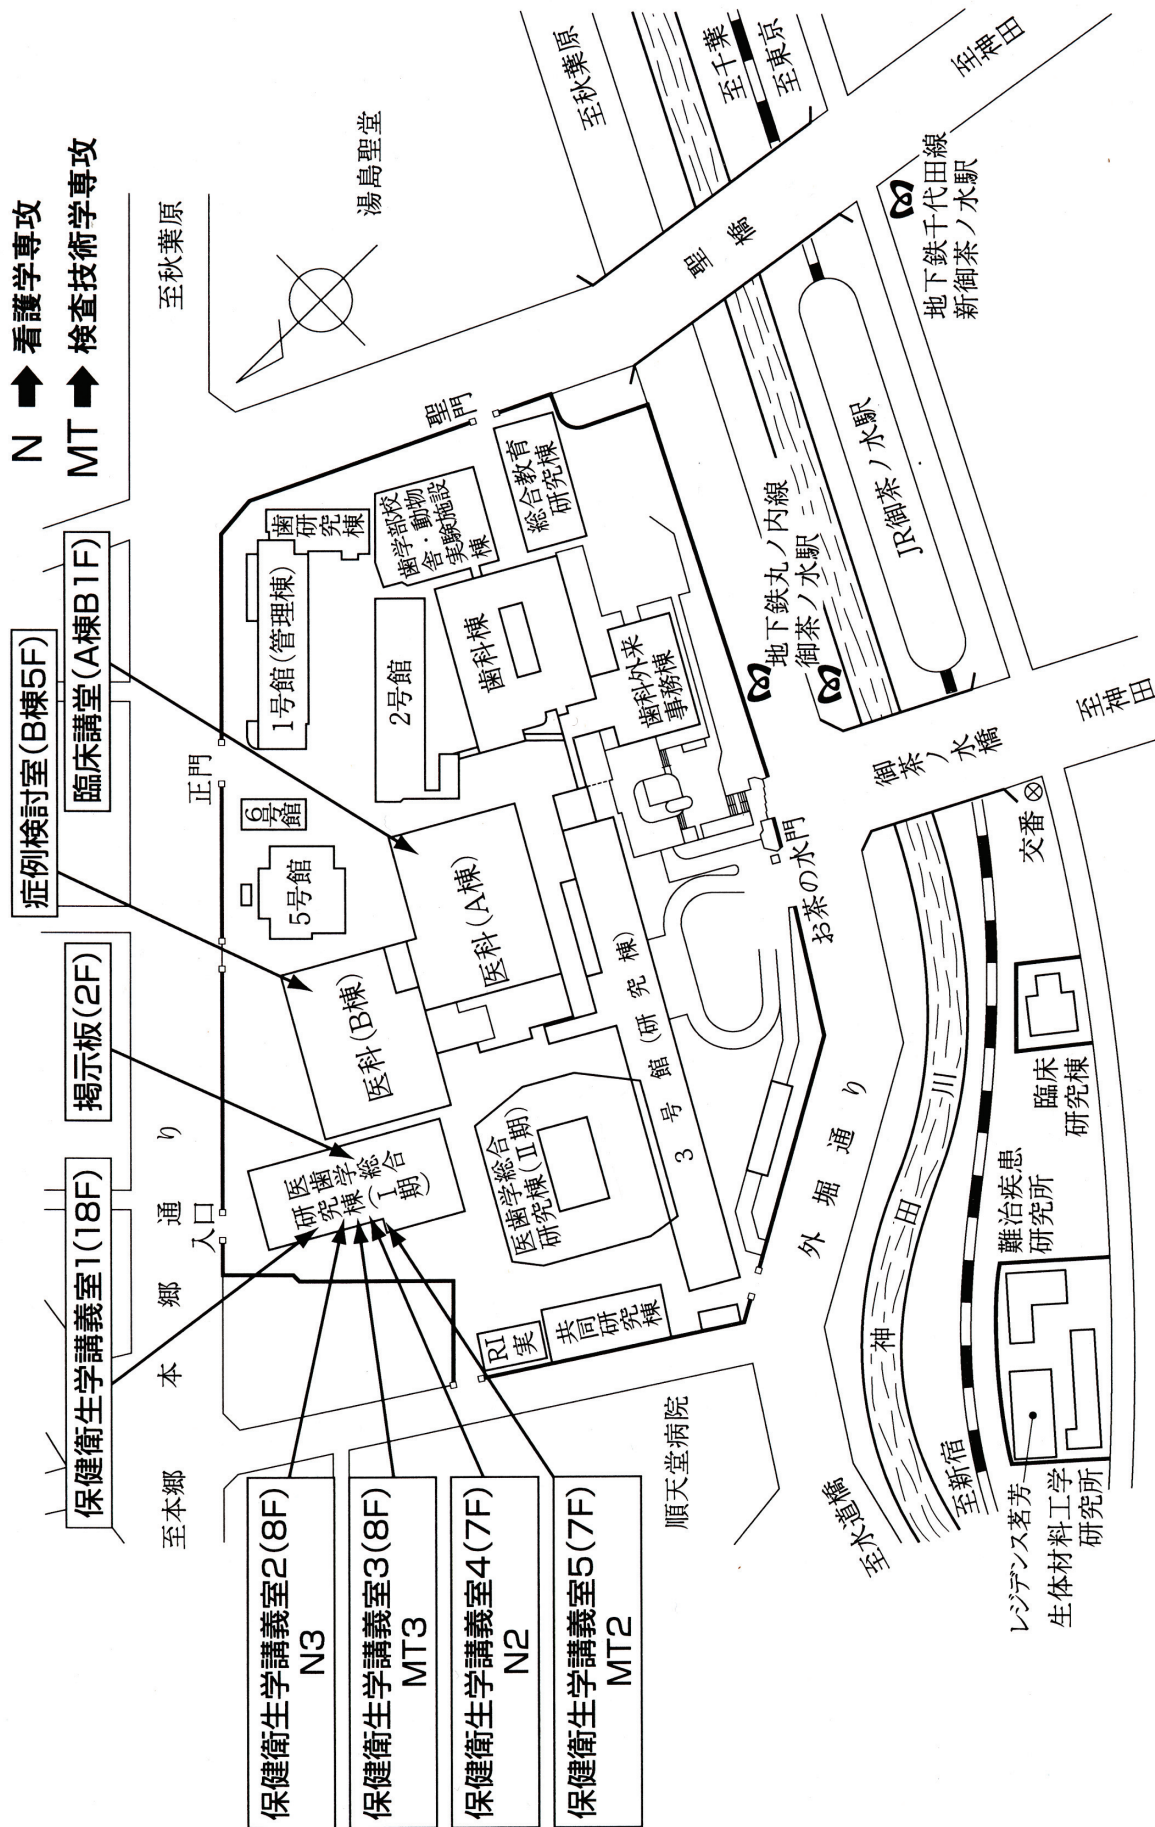 N ➡ 看護学専攻
MT ➡ 検査技術学専攻
症例検討室(B棟5F)
臨床講堂(A棟B1F)
掲示板(2F)
保健衛生学講義室1(18F)
保健衛生学講義室2(8F)
N3
保健衛生学講義室3(8F)
MT3
保健衛生学講義室4(7F)
N2
保健衛生学講義室5(7F)
MT2
至本郷
本郷通り
入口
正門
至秋葉原
湯島聖堂
聖門
歯研究棟
1号館(管理棟)
6号館
5号館
2号館
歯学部校
舎・動物
実験施設
棟
総合教育
研究棟
歯科棟
歯科外来
事務棟
医科(A棟)
医科(B棟)
医歯学総合
研究棟(I期)
医歯学総合
研究棟(II期)
3号館(研究棟)
RI
実
共同
研究棟
順天堂病院
お茶の水門
外堀通り
至水道橋
神田川
至新宿
至秋葉原
至千葉
至東京
至神田
聖橋
地下鉄千代田線
新御茶ノ水駅
地下鉄丸ノ内線
御茶ノ水駅
JR御茶ノ水駅
御茶ノ水橋
至神田
交番
臨床
研究棟
難治疾患
研究所
レジデンス茗芳
生体材料工学
研究所